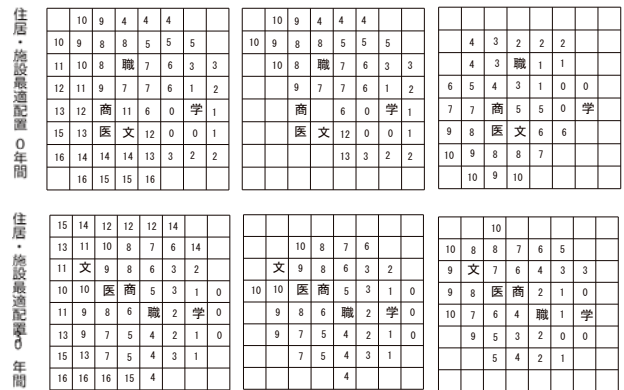 住居・施設最適配置　0年間
10 9 4 4 4
10 9 8 8 5 5 5
11 10 8 職 7 6 3 3
12 11 9 7 7 6 1 2
13 12 商 11 6 0 学 1
15 13 医 文 12 0 0 1
16 14 14 14 13 3 2 2
16 15 15 16
10 9 4 4 4
10 9 8 8 5 5 5
10 8 職 7 6 3 3
9 7 7 6 1 2
商 6 0 学 1
医 文 12 0 0 1
13 3 2 2
4 3 2 2 2
4 3 職 1 1
6 5 4 3 1 0 0
7 7 商 5 5 0 学
9 8 医 文 6 6
10 9 8 8 7
10 9 10
住居・施設最適配置 0 年間
15 14 12 12 12 14
13 11 10 8 7 6 14
11 文 9 8 6 3 2
10 10 医 商 5 3 1 0
11 9 8 6 職 2 学 0
13 9 7 5 4 2 1 0
15 13 7 5 4 3 1
16 16 16 15 4
10 8 7 6
文 9 8 6 3 2
10 10 医 商 5 3 1 0
9 8 6 職 2 学 0
9 7 5 4 2 1 0
7 5 4 3 1
4
10
10 8 8 7 6 5
9 文 7 6 4 3 3
9 8 医 商 2 1 0
10 7 6 4 職 1 学
9 5 3 2 0 0
5 4 2 1